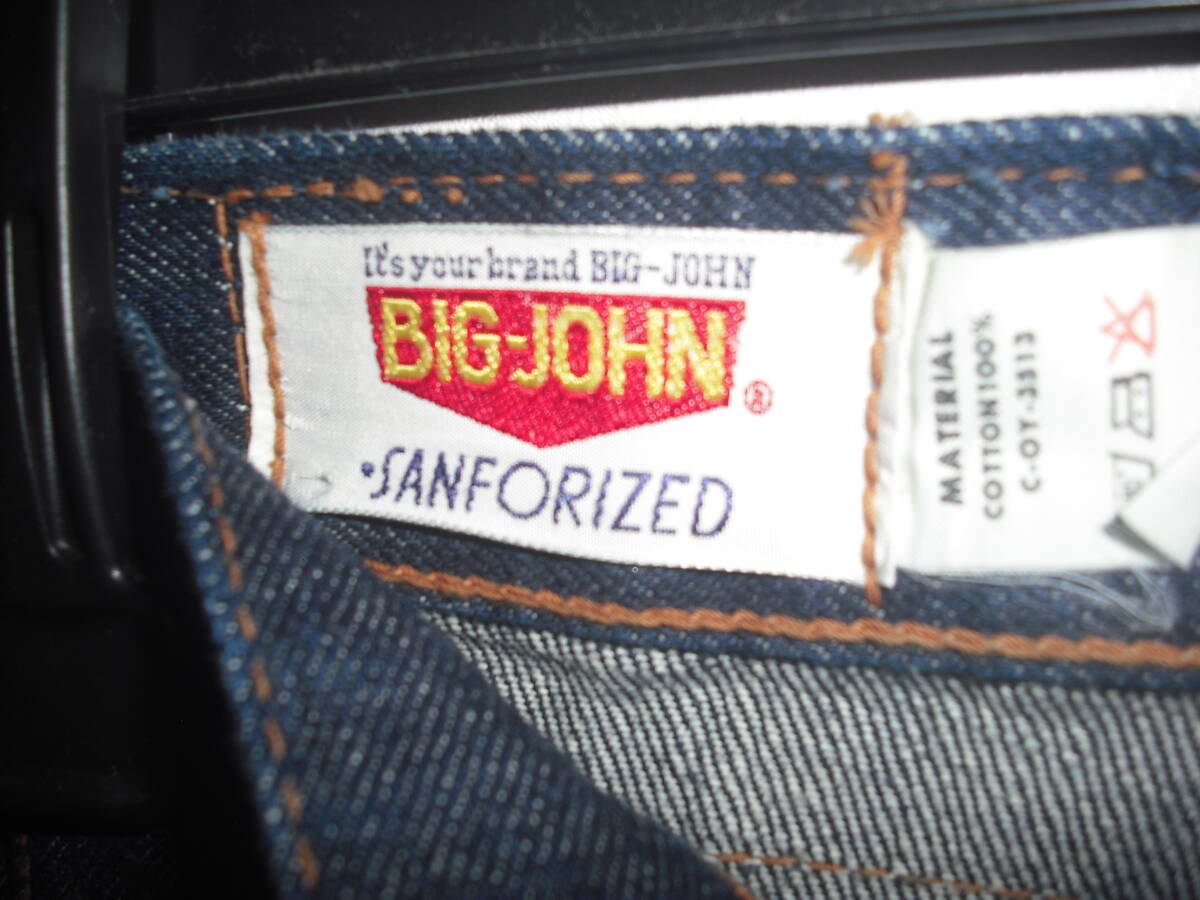 It's your brand BIG-JOHN
BIG-JOHN ®
•SANFORIZED
MATERIAL
COTTON100%
C-OY-3313